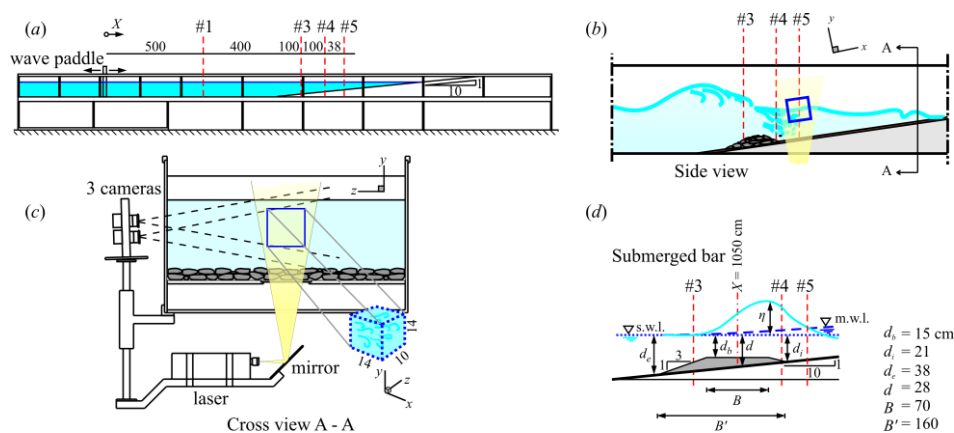 (a)
X
#1
#3 #4 #5
500
400
100 100 38
wave paddle
1
10
(b)
#3 #4 #5
y
x
A
A
Side view
(c)
3 cameras
y
z
14
10
14
y
z
x
mirror
laser
Cross view A - A
(d)
Submerged bar
X = 1050 cm
#3
#4 #5
η
s.w.l.
m.w.l.
d_b
d
d_i
d_e
3
1
1
10
B
B'
d_b = 15 cm
d_i = 21
d_e = 38
d = 28
B = 70
B' = 160